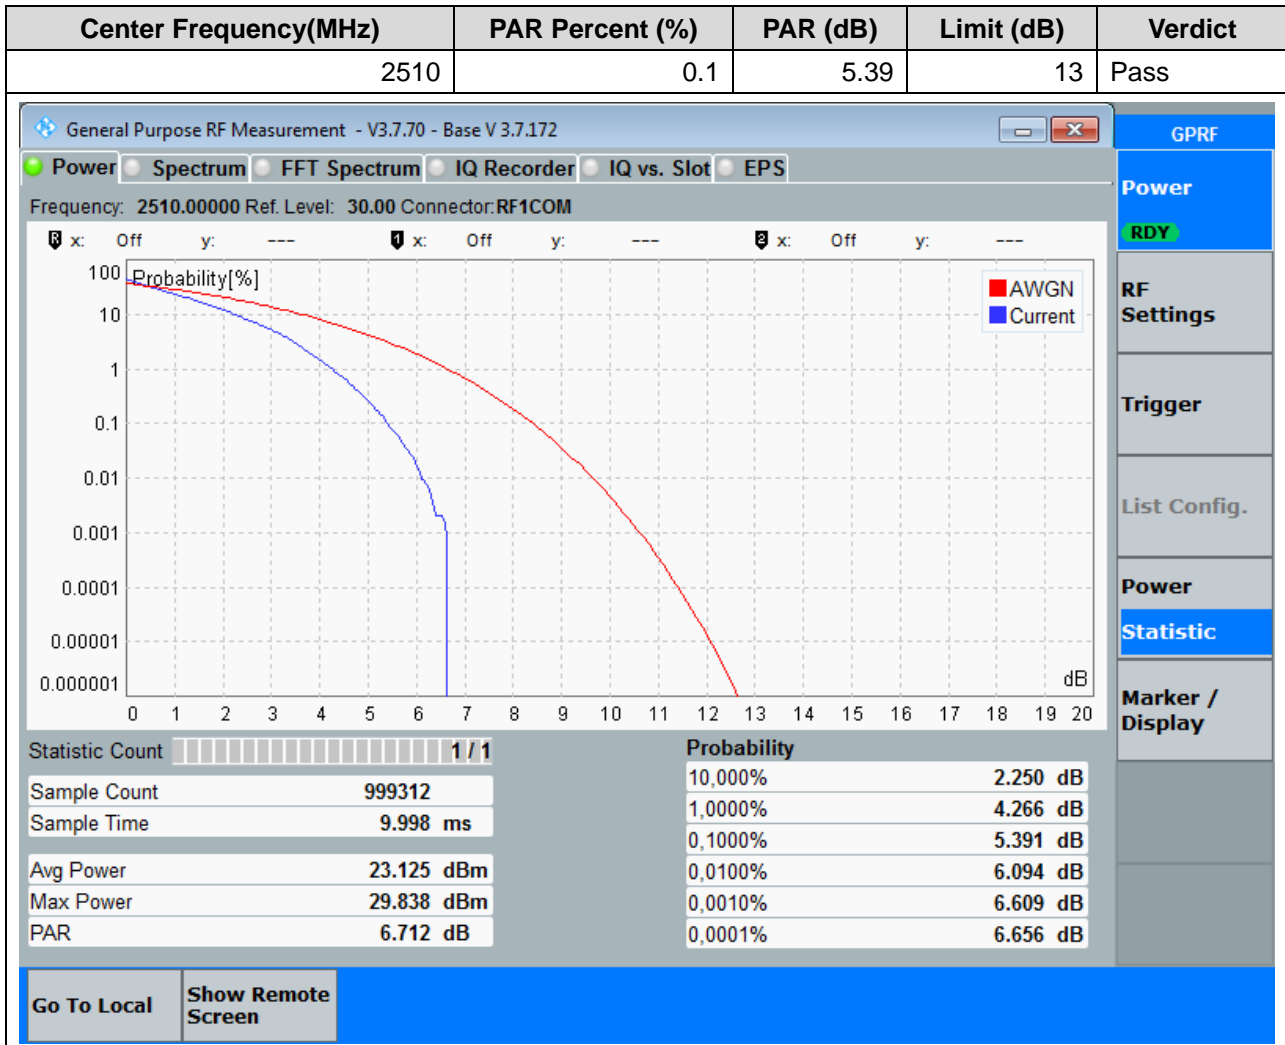 Center Frequency(MHz) PAR Percent (%) PAR (dB) Limit (dB) Verdict
2510 0.1 5.39 13 Pass
General Purpose RF Measurement - V3.7.70 - Base V 3.7.172
GPRF
Power Spectrum FFT Spectrum IQ Recorder IQ vs. Slot EPS
Power
RDY
Frequency: 2510.00000 Ref. Level: 30.00 Connector:RF1COM
R x: Off y: --- 1 x: Off y: --- 2 x: Off y: ---
Probability[%]
AWGN
Current
100
10
1
0.1
0.01
0.001
0.0001
0.00001
0.000001
dB
0 1 2 3 4 5 6 7 8 9 10 11 12 13 14 15 16 17 18 19 20
RF
Settings
Trigger
List Config.
Power
Statistic
Marker /
Display
Statistic Count 1 / 1
Sample Count 999312
Sample Time 9.998 ms
Avg Power 23.125 dBm
Max Power 29.838 dBm
PAR 6.712 dB
Probability
10,000% 2.250 dB
1,0000% 4.266 dB
0,1000% 5.391 dB
0,0100% 6.094 dB
0,0010% 6.609 dB
0,0001% 6.656 dB
Go To Local
Show Remote
Screen